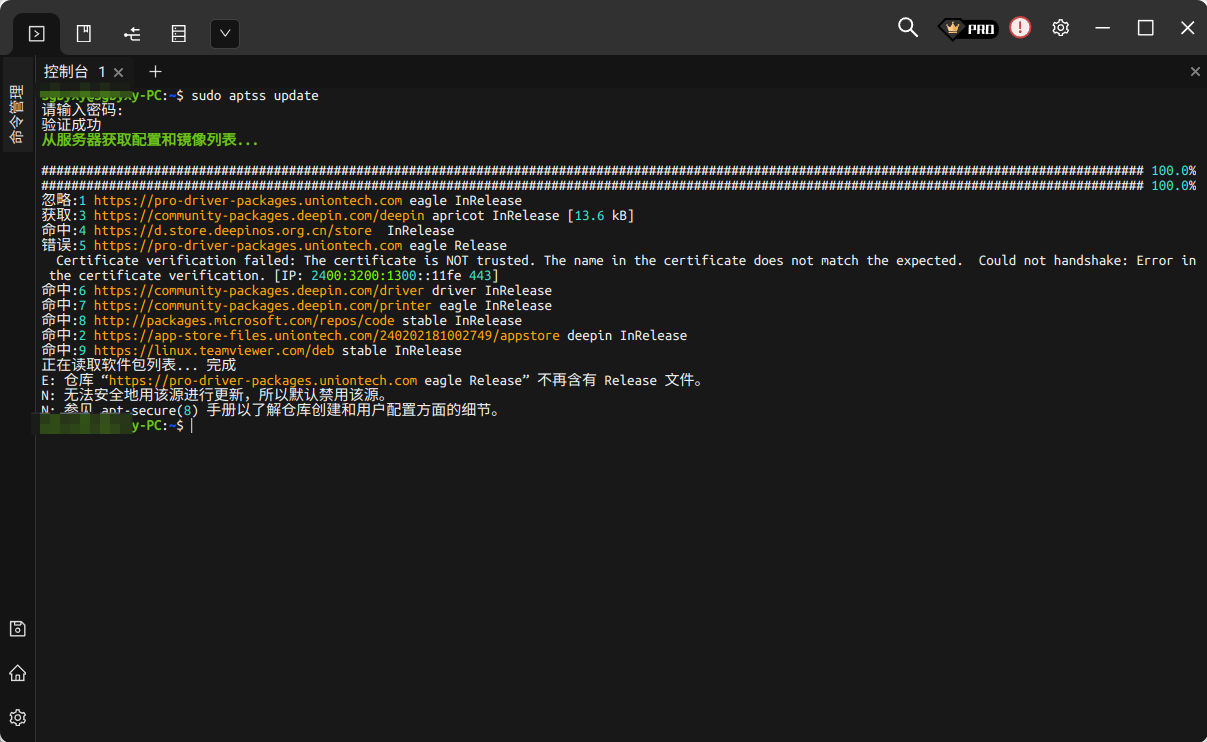 PRO
控制台 1
命令管理
y-PC:~$ sudo aptss update
请输入密码:
验证成功
从服务器获取配置和镜像列表...
################################################################################################################################################### 100.0%
################################################################################################################################################### 100.0%
忽略:1 https://pro-driver-packages.uniontech.com eagle InRelease
获取:3 https://community-packages.deepin.com/deepin apricot InRelease [13.6 kB]
命中:4 https://d.store.deepinos.org.cn/store  InRelease
错误:5 https://pro-driver-packages.uniontech.com eagle Release
Certificate verification failed: The certificate is NOT trusted. The name in the certificate does not match the expected.  Could not handshake: Error in
the certificate verification. [IP: 2400:3200:1300::11fe 443]
命中:6 https://community-packages.deepin.com/driver driver InRelease
命中:7 https://community-packages.deepin.com/printer eagle InRelease
命中:8 http://packages.microsoft.com/repos/code stable InRelease
命中:2 https://app-store-files.uniontech.com/240202181002749/appstore deepin InRelease
命中:9 https://linux.teamviewer.com/deb stable InRelease
正在读取软件包列表... 完成
E: 仓库 “https://pro-driver-packages.uniontech.com eagle Release” 不再含有 Release 文件。
N: 无法安全地用该源进行更新，所以默认禁用该源。
N: 参见 apt-secure(8) 手册以了解仓库创建和用户配置方面的细节。
y-PC:~$